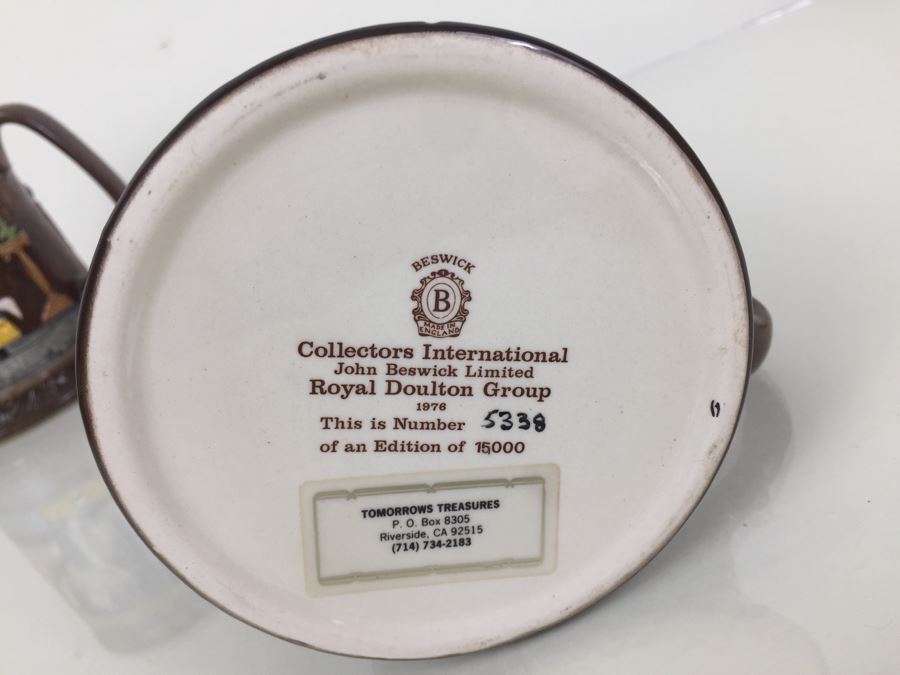 BESWICK
B
MADE IN
ENGLAND
Collectors International
John Beswick Limited
Royal Doulton Group
1976
This is Number 5338
of an Edition of 15000
TOMORROWS TREASURES
P. O. Box 8305
Riverside, CA 92515
(714) 734-2183